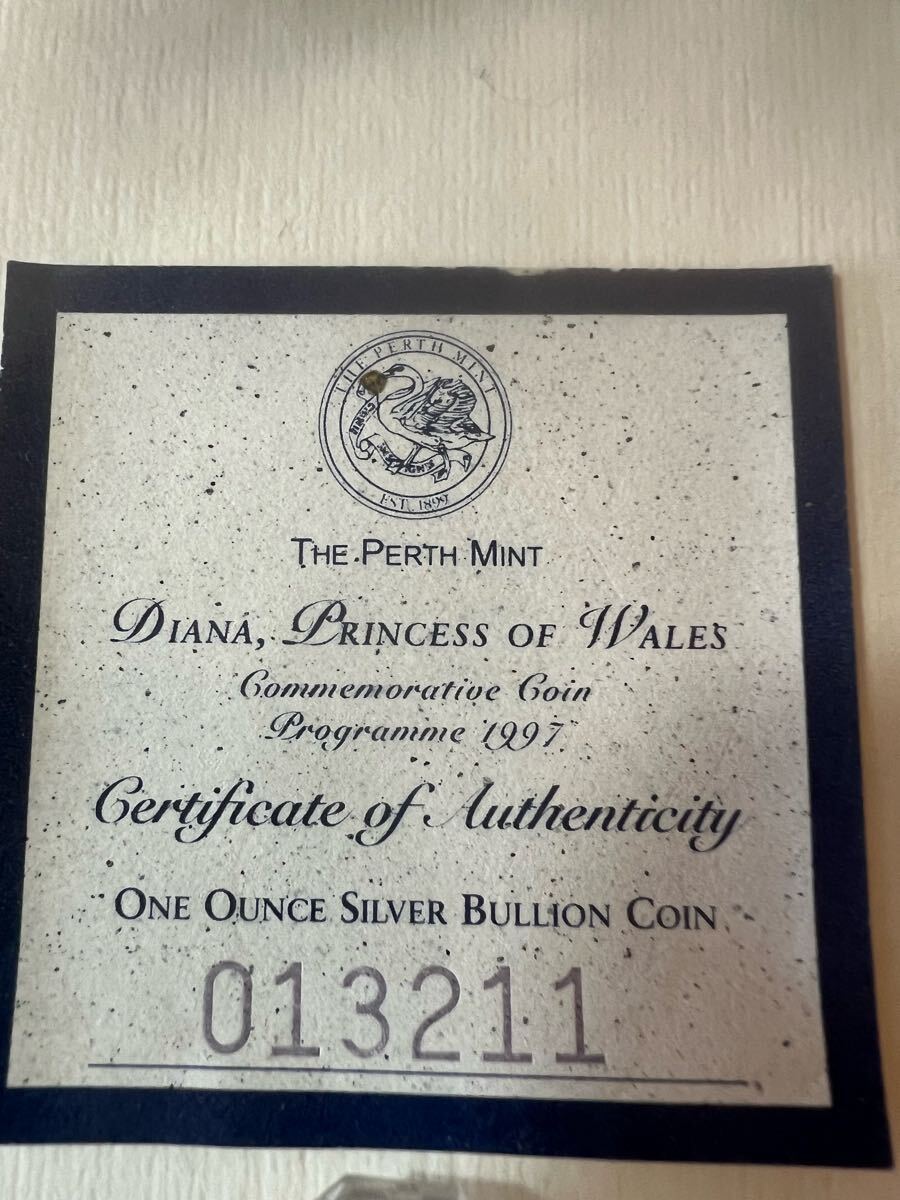 THE PERTH MINT
EST. 1899
THE PERTH MINT
DIANA, PRINCESS OF WALES
Commemorative Coin
Programme 1997
Certificate of Authenticity
ONE OUNCE SILVER BULLION COIN
013211